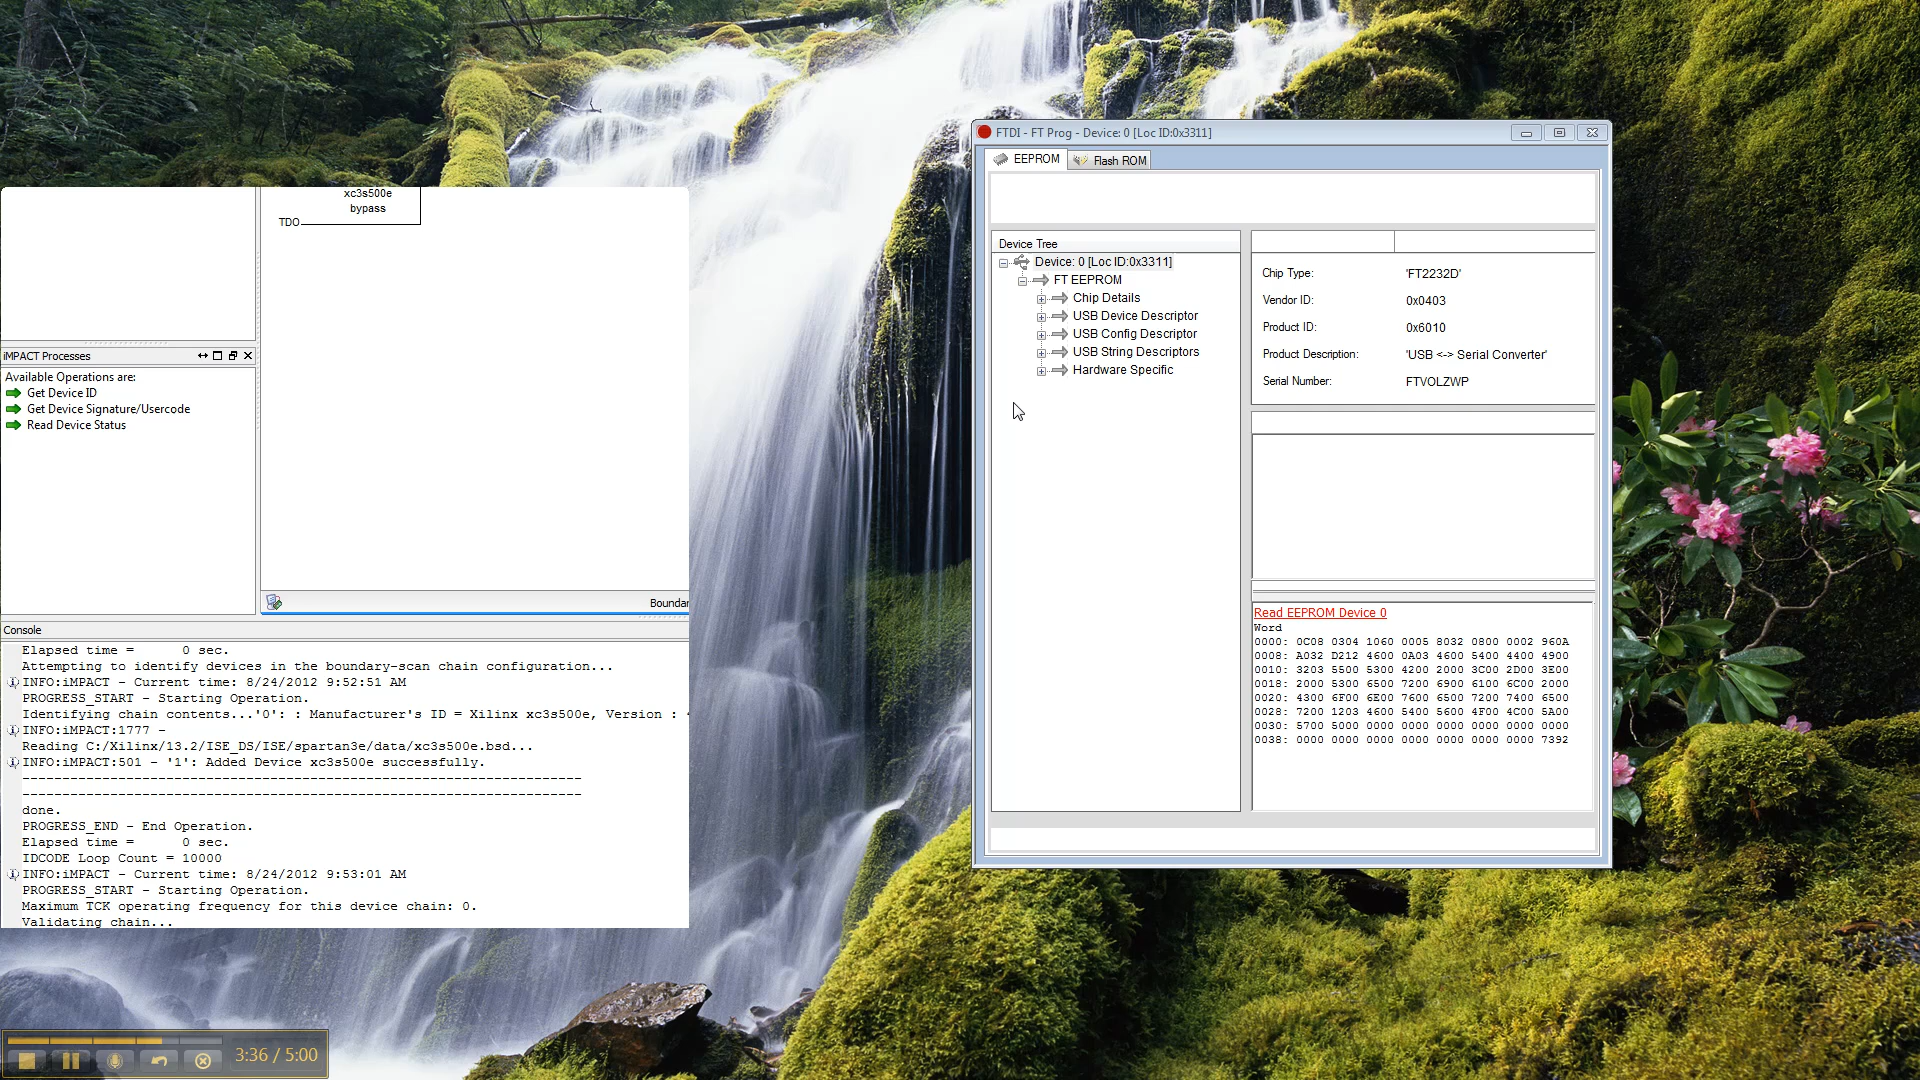 xc3s500e
bypass
TDO
iMPACT Processes
Available Operations are:
Get Device ID
Get Device Signature/Usercode
Read Device Status
Boundar
Console
Elapsed time =      0 sec.
Attempting to identify devices in the boundary-scan chain configuration...
INFO:iMPACT - Current time: 8/24/2012 9:52:51 AM
PROGRESS_START - Starting Operation.
Identifying chain contents...'0': : Manufacturer's ID = Xilinx xc3s500e, Version :
INFO:iMPACT:1777 -
Reading C:/Xilinx/13.2/ISE_DS/ISE/spartan3e/data/xc3s500e.bsd...
INFO:iMPACT:501 - '1': Added Device xc3s500e successfully.
----------------------------------------------------------------------
----------------------------------------------------------------------
done.
PROGRESS_END - End Operation.
Elapsed time =      0 sec.
IDCODE Loop Count = 10000
INFO:iMPACT - Current time: 8/24/2012 9:53:01 AM
PROGRESS_START - Starting Operation.
Maximum TCK operating frequency for this device chain: 0.
Validating chain...
3:36 / 5:00
FTDI - FT Prog - Device: 0 [Loc ID:0x3311]
EEPROM
Flash ROM
Device Tree
Device: 0 [Loc ID:0x3311]
FT EEPROM
Chip Details
USB Device Descriptor
USB Config Descriptor
USB String Descriptors
Hardware Specific
Chip Type: 'FT2232D'
Vendor ID: 0x0403
Product ID: 0x6010
Product Description: 'USB <-> Serial Converter'
Serial Number: FTVOLZWP
Read EEPROM Device 0
Word
0000: 0C08 0304 1060 0005 8032 0800 0002 960A
0008: A032 D212 4600 0A03 4600 5400 4400 4900
0010: 3203 5500 5300 4200 2000 3C00 2D00 3E00
0018: 2000 5300 6500 7200 6900 6100 6C00 2000
0020: 4300 6F00 6E00 7600 6500 7200 7400 6500
0028: 7200 1203 4600 5400 5600 4F00 4C00 5A00
0030: 5700 5000 0000 0000 0000 0000 0000 0000
0038: 0000 0000 0000 0000 0000 0000 0000 7392